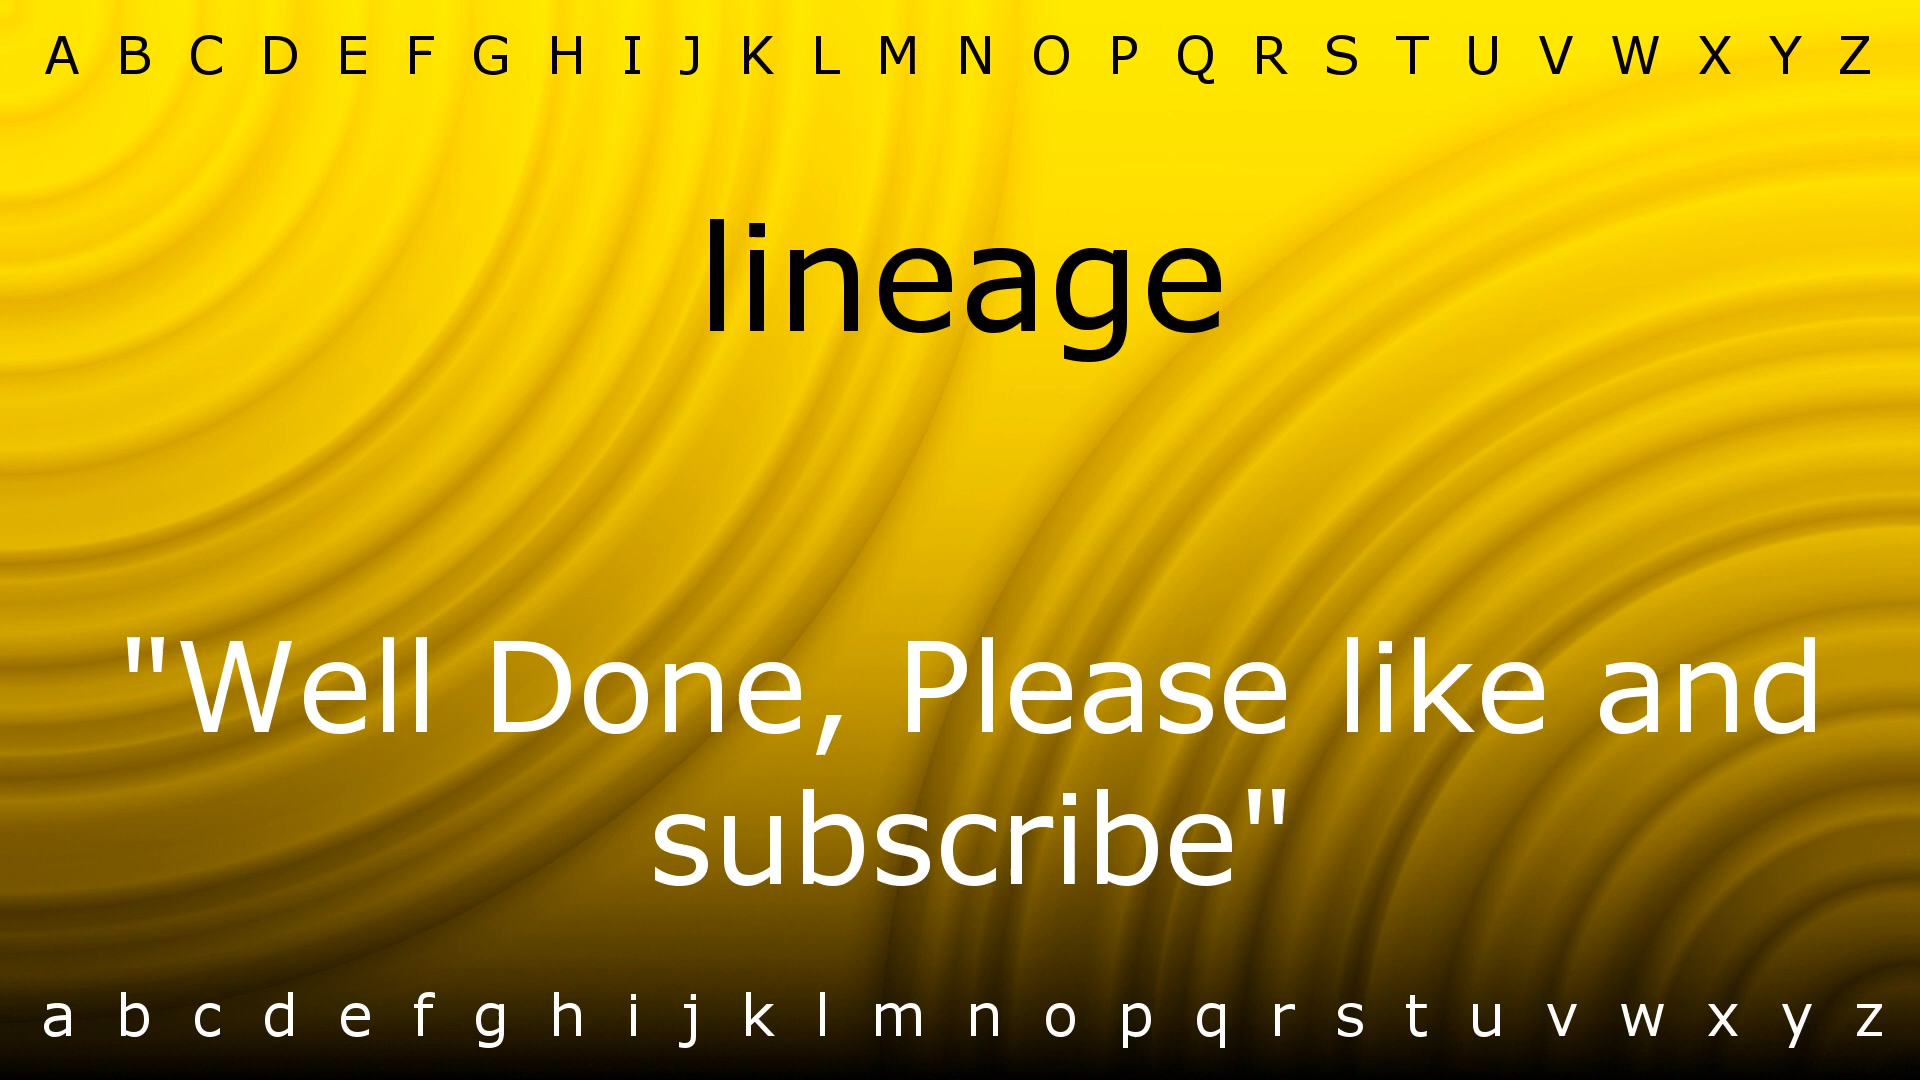 A B C D E F G H I J K L M N O P Q R S T U V W X Y Z
lineage
"Well Done, Please like and
subscribe"
a b c d e f g h i j k l m n o p q r s t u v w x y z